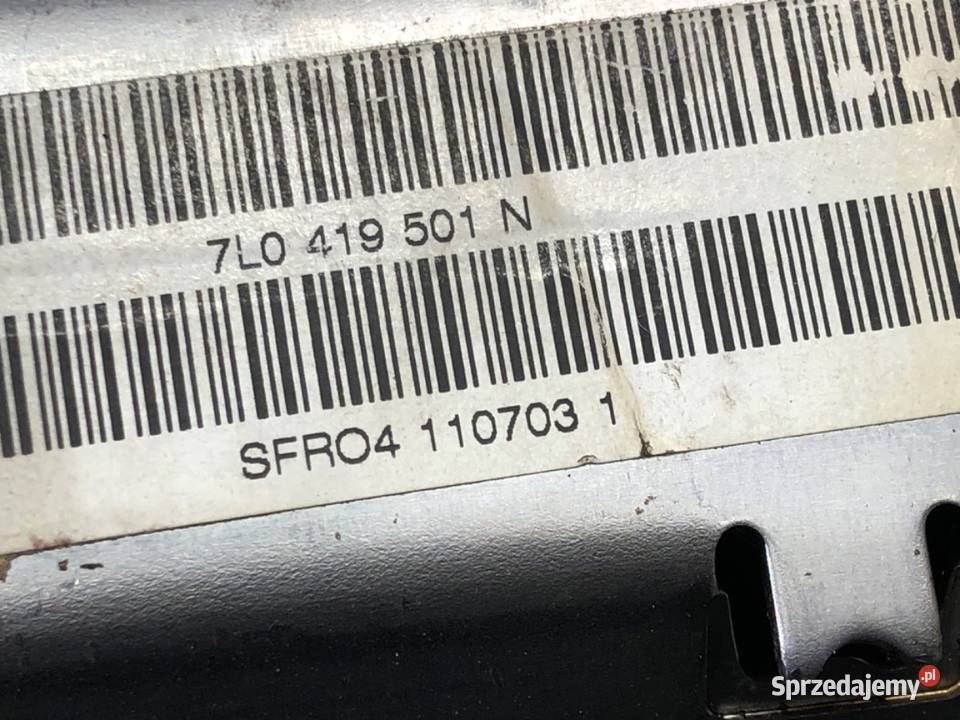 7L0 419 501 N
SFRO4 110703 1
Sprzedajemy.pl